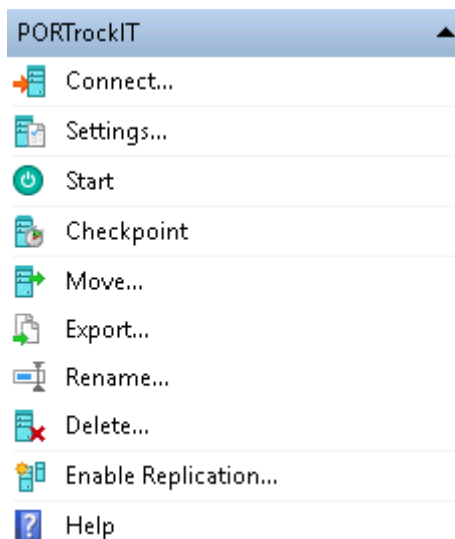 PORTrockIT
Connect...
Settings...
Start
Checkpoint
Move...
Export...
Rename...
Delete...
Enable Replication...
Help